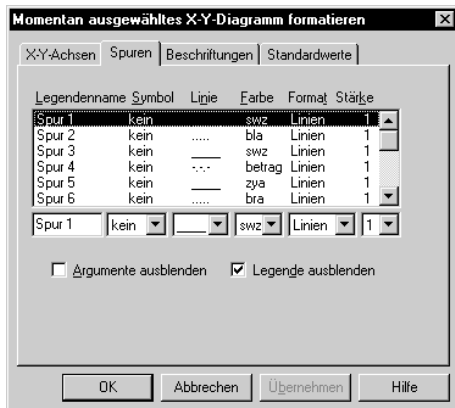 Momentan ausgewähltes X-Y-Diagramm formatieren
X-Y-Achsen Spuren Beschriftungen Standardwerte
Legendenname Symbol Linie Farbe Format Stärke
Spur 1 kein swz Linien 1
Spur 2 kein ..... bla Linien 1
Spur 3 kein ____ swz Linien 1
Spur 4 kein -.-.- betrag Linien 1
Spur 5 kein ____ zya Linien 1
Spur 6 kein ..... bra Linien 1
Spur 1 kein ____ swz Linien 1
Argumente ausblenden Legende ausblenden
OK Abbrechen Übernehmen Hilfe